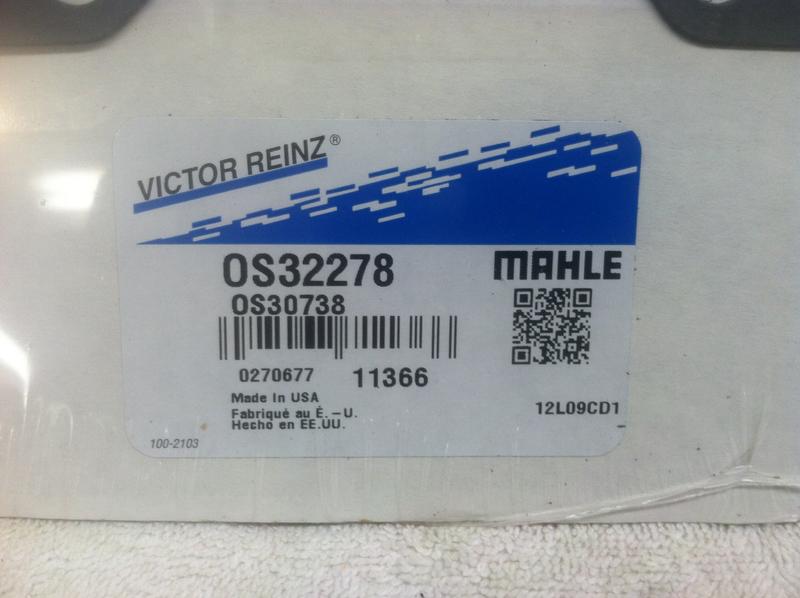 VICTOR REINZ®
OS32278
MAHLE
OS30738
0270677 11366
Made In USA
Fabriqué au É.-U.
Hecho en EE.UU.
12L09CD1
100-2103